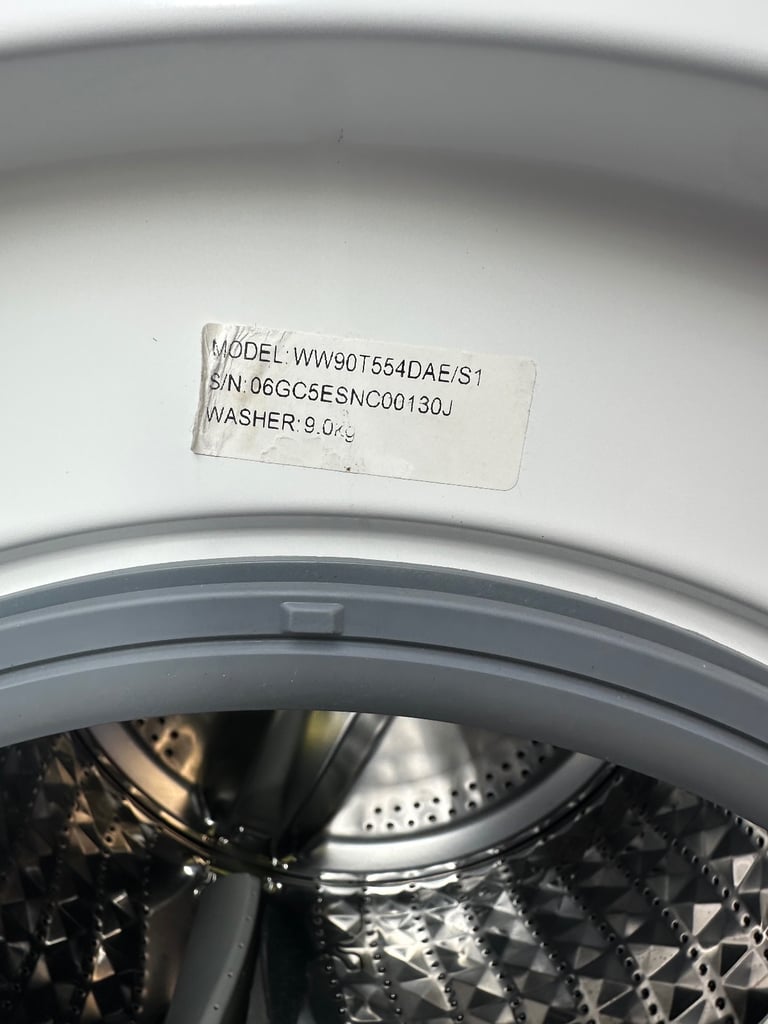 MODEL: WW90T554DAE/S1
S/N: 06GC5ESNC00130J
WASHER: 9.0kg